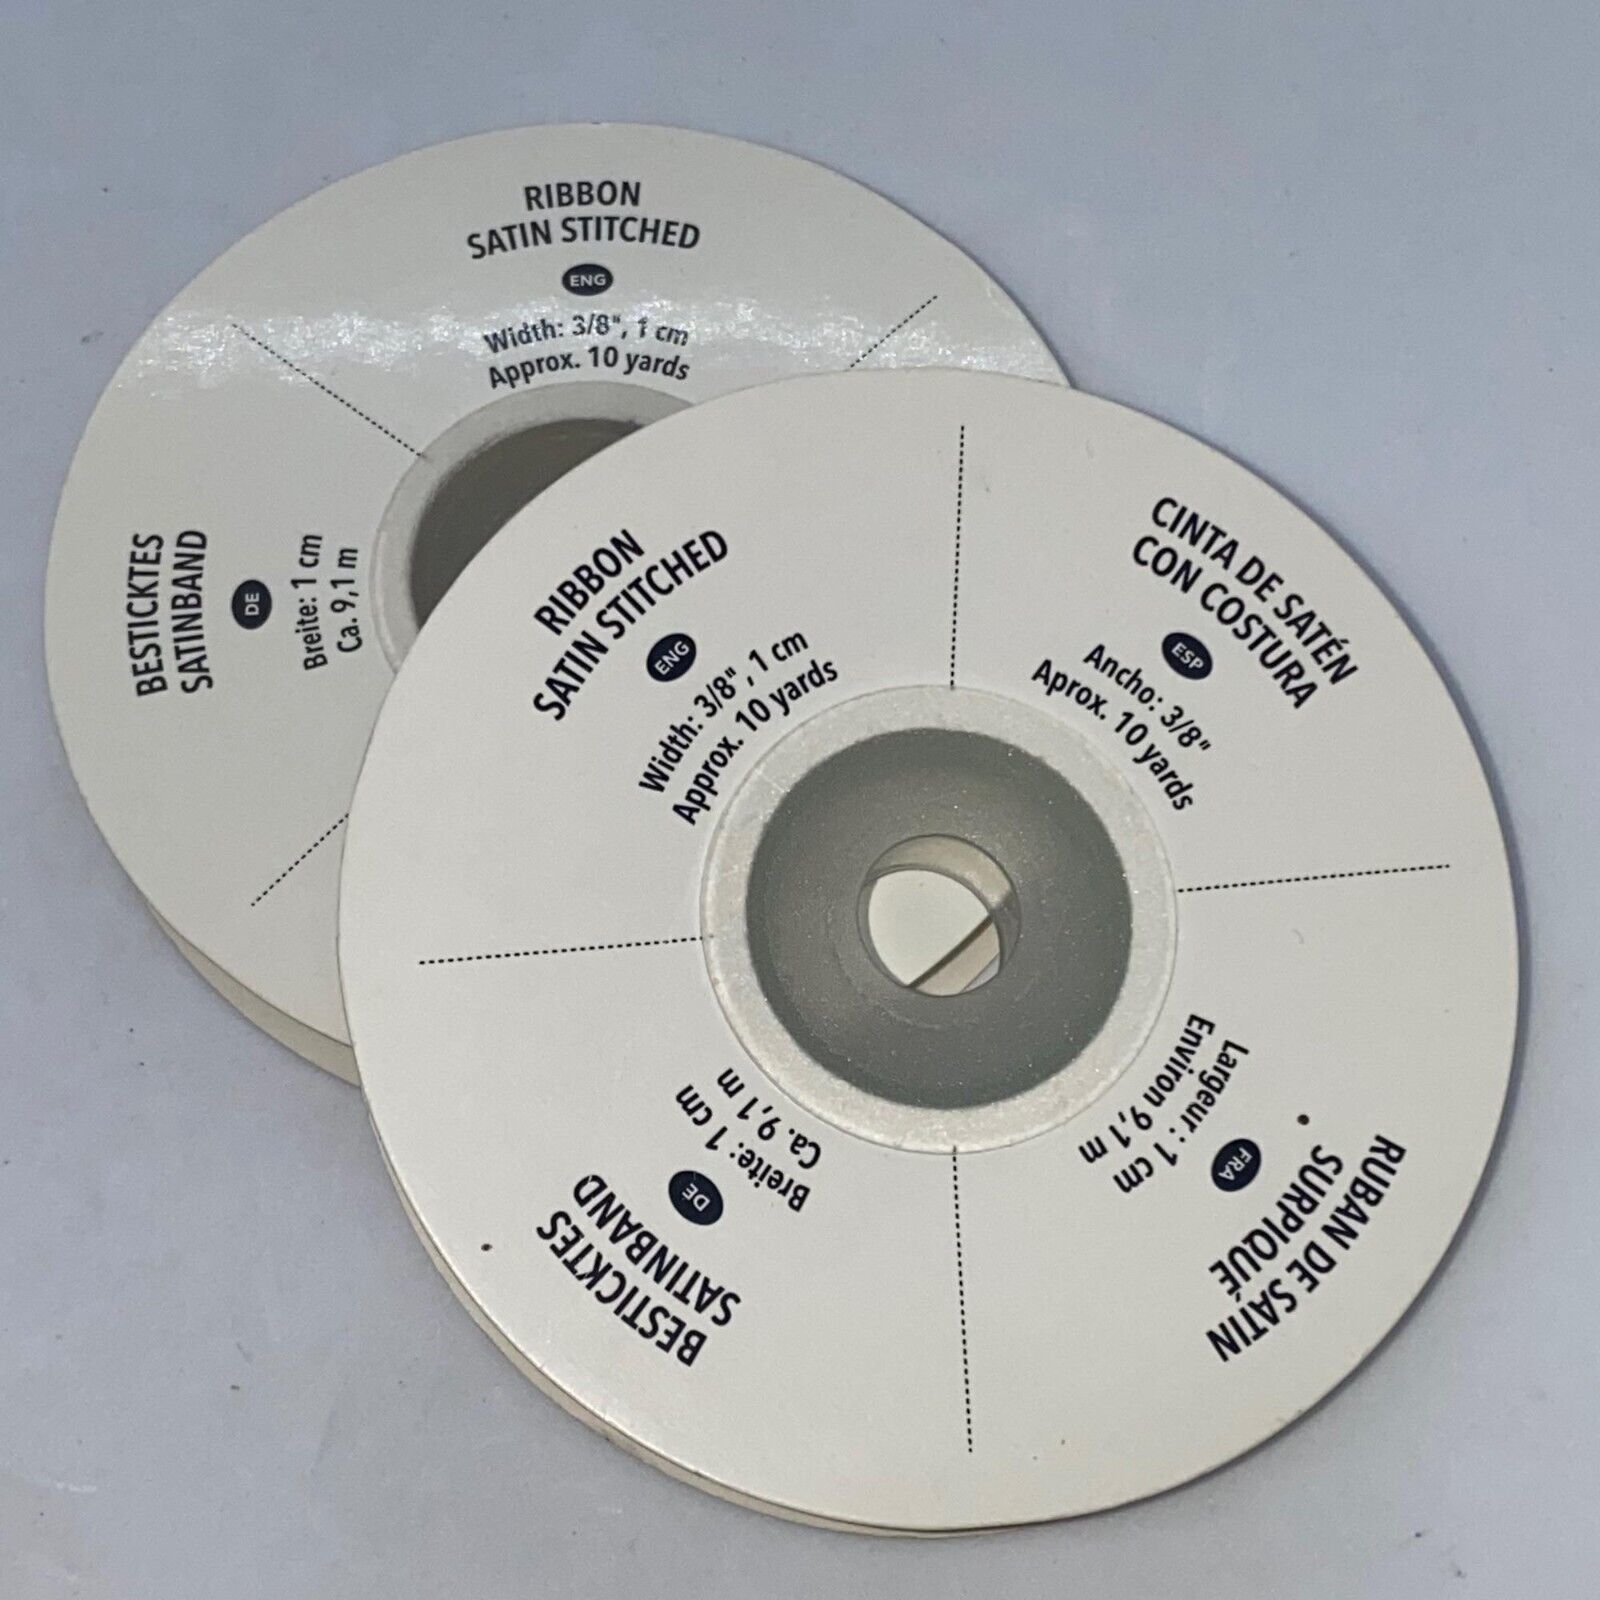 RIBBON
SATIN STITCHED
ENG
Width: 3/8", 1 cm
Approx. 10 yards
BESTICKTES
SATINBAND
DE
Breite: 1 cm
Ca. 9,1 m
RIBBON
SATIN STITCHED
ENG
Width: 3/8", 1 cm
Approx. 10 yards
CINTA DE SATÉN
CON COSTURA
ESP
Ancho: 3/8"
Aprox. 10 yards
RUBAN DE SATIN
SURPIQUÉ
FRA
Largeur : 1 cm
Environ 9,1 m
BESTICKTES
SATINBAND
DE
Breite: 1 cm
Ca. 9,1 m